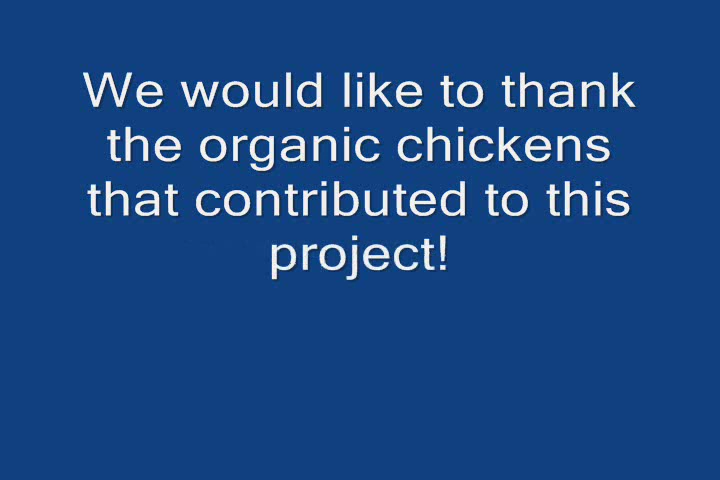 We would like to thank
the organic chickens
that contributed to this
project!